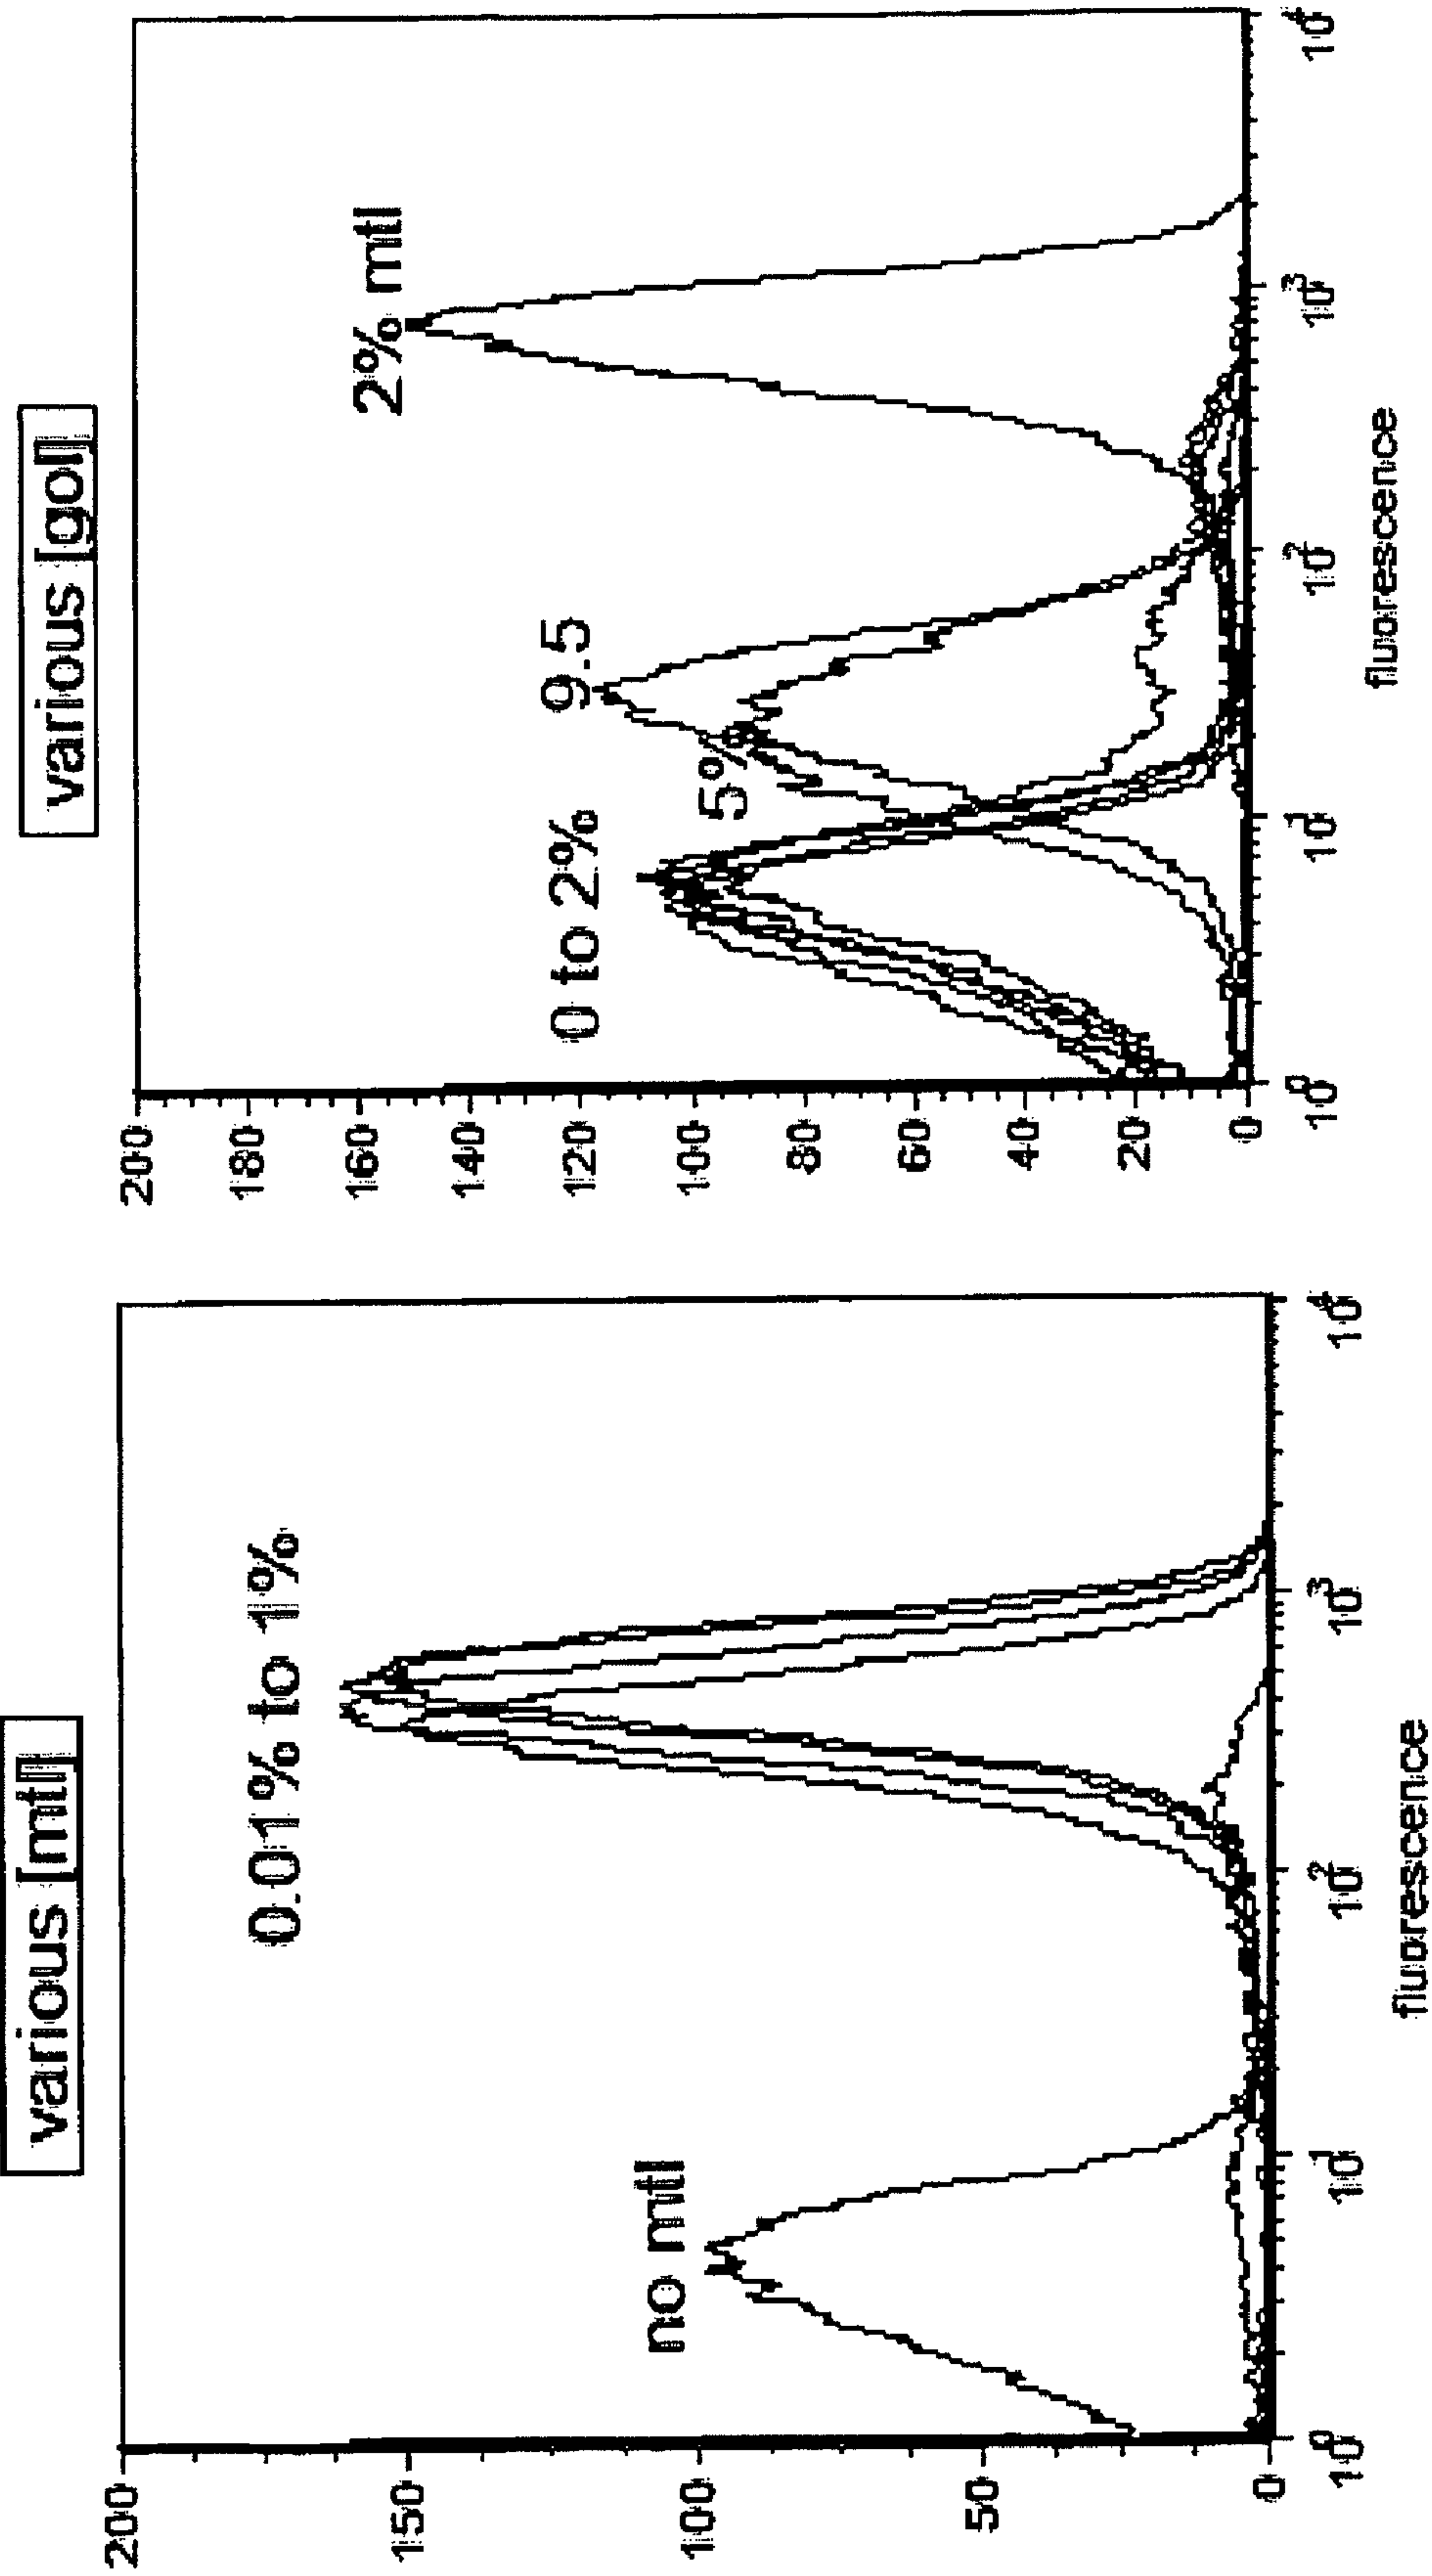 various [mtl]
200
150
100
50
0
no mtl
0.01% to 1%
10^0 10^1 10^2 10^3 10^4
fluorescence
various [gol]
200
180
160
140
120
100
80
60
40
20
0
0 to 2%
5%
9.5
2% mtl
10^0 10^1 10^2 10^3 10^4
fluorescence